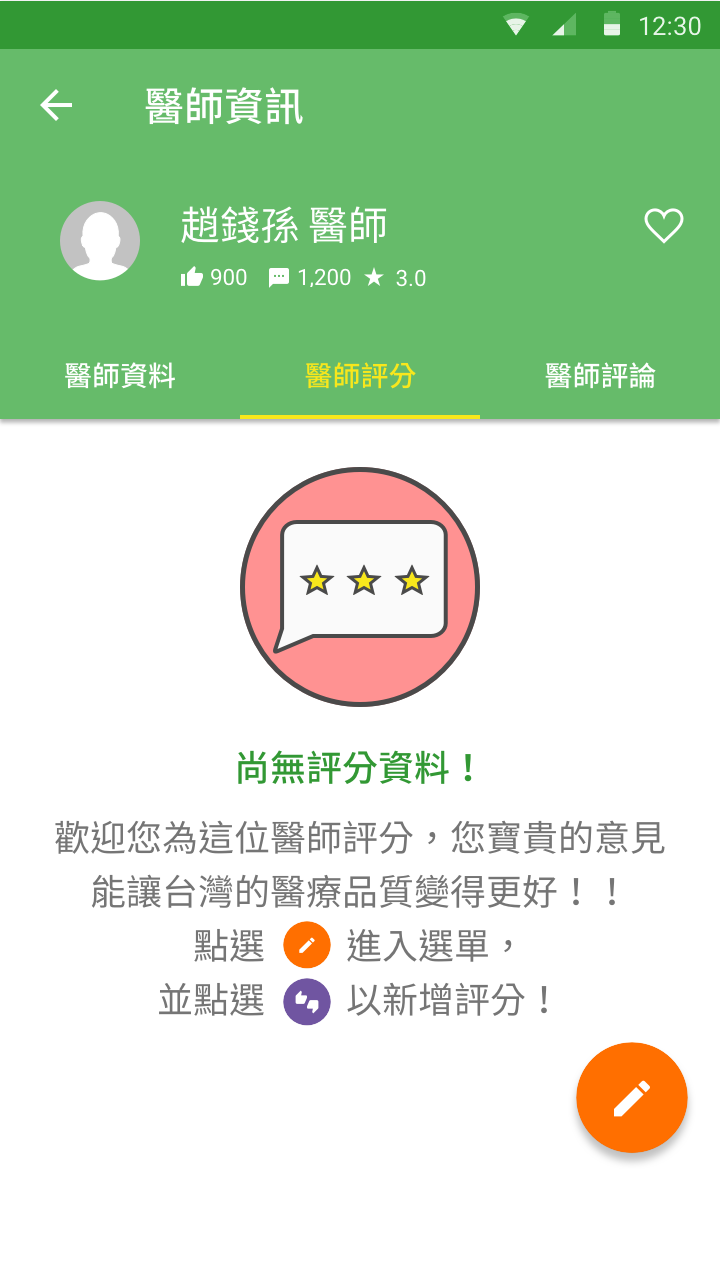 12:30
醫師資訊
趙錢孫 醫師
900 1,200 3.0
醫師資料 醫師評分 醫師評論
尚無評分資料！
歡迎您為這位醫師評分，您寶貴的意見
能讓台灣的醫療品質變得更好！！
點選 進入選單，
並點選 以新增評分！